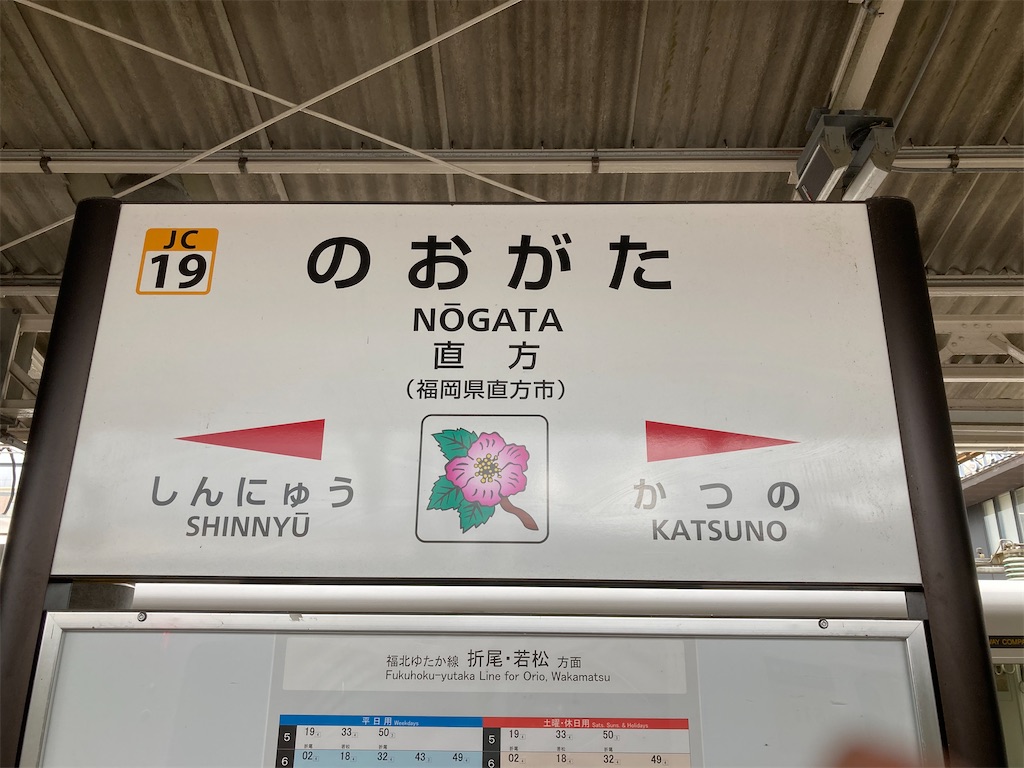 JC
19
のおがた
NŌGATA
直方
(福岡県直方市)
しんにゅう
SHINNYŪ
かつの
KATSUNO
福北ゆたか線 折尾・若松 方面
Fukuhoku-yutaka Line for Orio, Wakamatsu
平日用 Weekdays
土曜・休日用 Sats. Suns. & Holidays
5 19 33 50
5 19 33 50
6 02 18 32 43 49
6 02 18 32 49